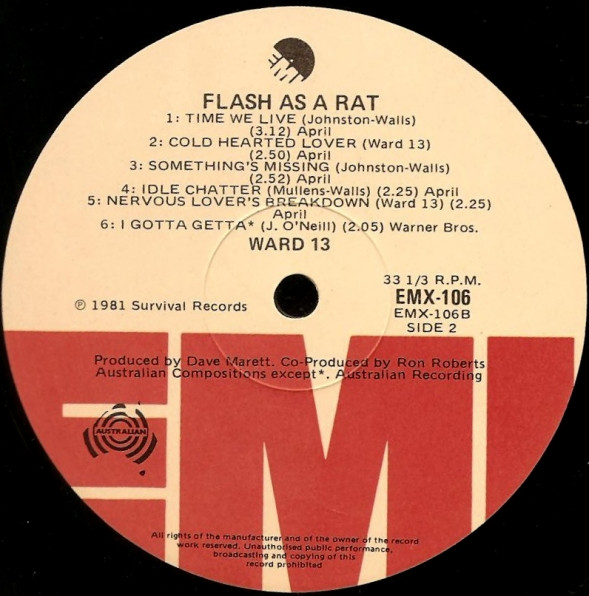 EMI
FLASH AS A RAT
1: TIME WE LIVE (Johnston-Walls)
(3.12) April
2: COLD HEARTED LOVER (Ward 13)
(2.50) April
3: SOMETHING'S MISSING (Johnston-Walls)
(2.52) April
4: IDLE CHATTER (Mullens-Walls) (2.25) April
5: NERVOUS LOVER'S BREAKDOWN (Ward 13) (2.25)
April
6: I GOTTA GETTA* (J. O'Neill) (2.05) Warner Bros.
WARD 13
33 1/3 R.P.M.
EMX-106
℗ 1981 Survival Records
EMX-106B
SIDE 2
Produced by Dave Marett. Co-Produced by Ron Roberts
Australian Compositions except*. Australian Recording
EMI
AUSTRALIAN
All rights of the manufacturer and of the owner of the record
work reserved. Unauthorised public performance,
broadcasting and copying of this
record prohibited